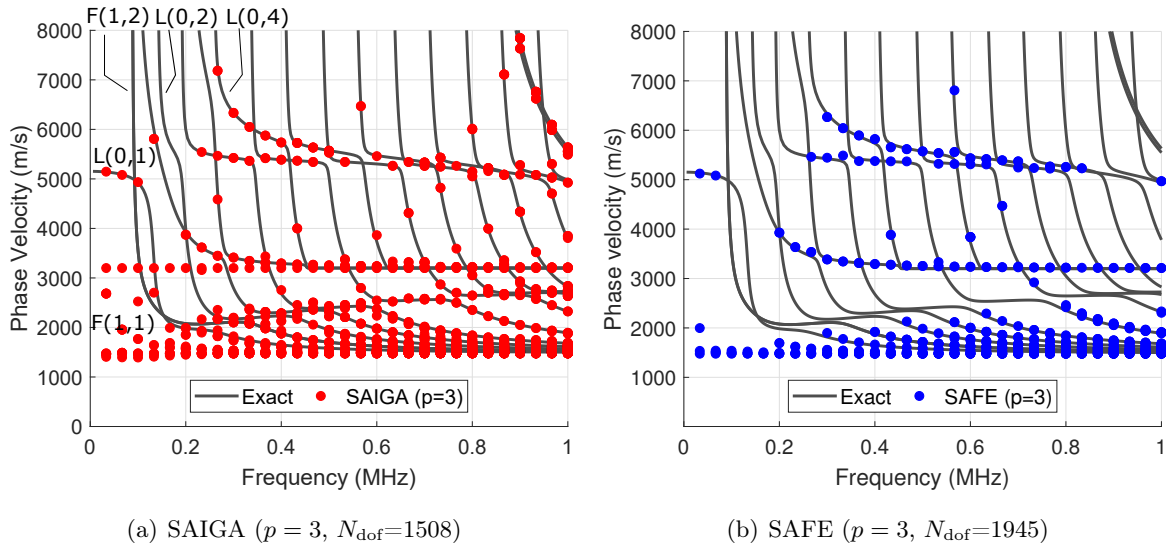 F(1,2) L(0,2) L(0,4)
8000
7000
6000
5000
4000
3000
2000
1000
0
L(0,1)
F(1,1)
Phase Velocity (m/s)
Exact SAIGA (p=3)
0 0.2 0.4 0.6 0.8 1
Frequency (MHz)
(a) SAIGA (p = 3, Ndof=1508)
8000
7000
6000
5000
4000
3000
2000
1000
Phase velocity (m/s)
Exact SAFE (p=3)
0 0.2 0.4 0.6 0.8 1
Frequency (MHz)
(b) SAFE (p = 3, Ndof=1945)